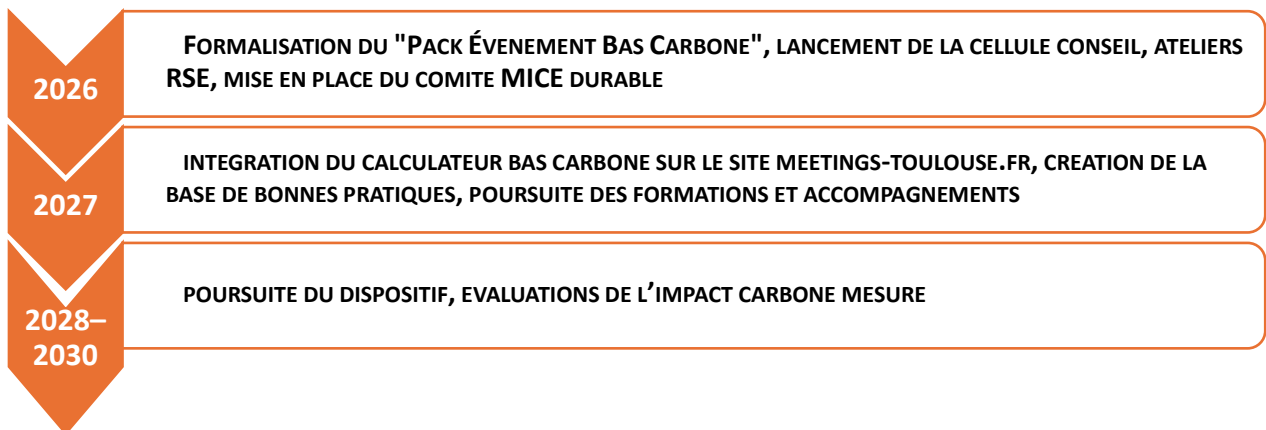 2026
FORMALISATION DU "PACK ÉVENEMENT BAS CARBONE", LANCEMENT DE LA CELLULE CONSEIL, ATELIERS
RSE, MISE EN PLACE DU COMITE MICE DURABLE
2027
INTEGRATION DU CALCULATEUR BAS CARBONE SUR LE SITE MEETINGS-TOULOUSE.FR, CREATION DE LA
BASE DE BONNES PRATIQUES, POURSUITE DES FORMATIONS ET ACCOMPAGNEMENTS
2028–
2030
POURSUITE DU DISPOSITIF, EVALUATIONS DE L'IMPACT CARBONE MESURE